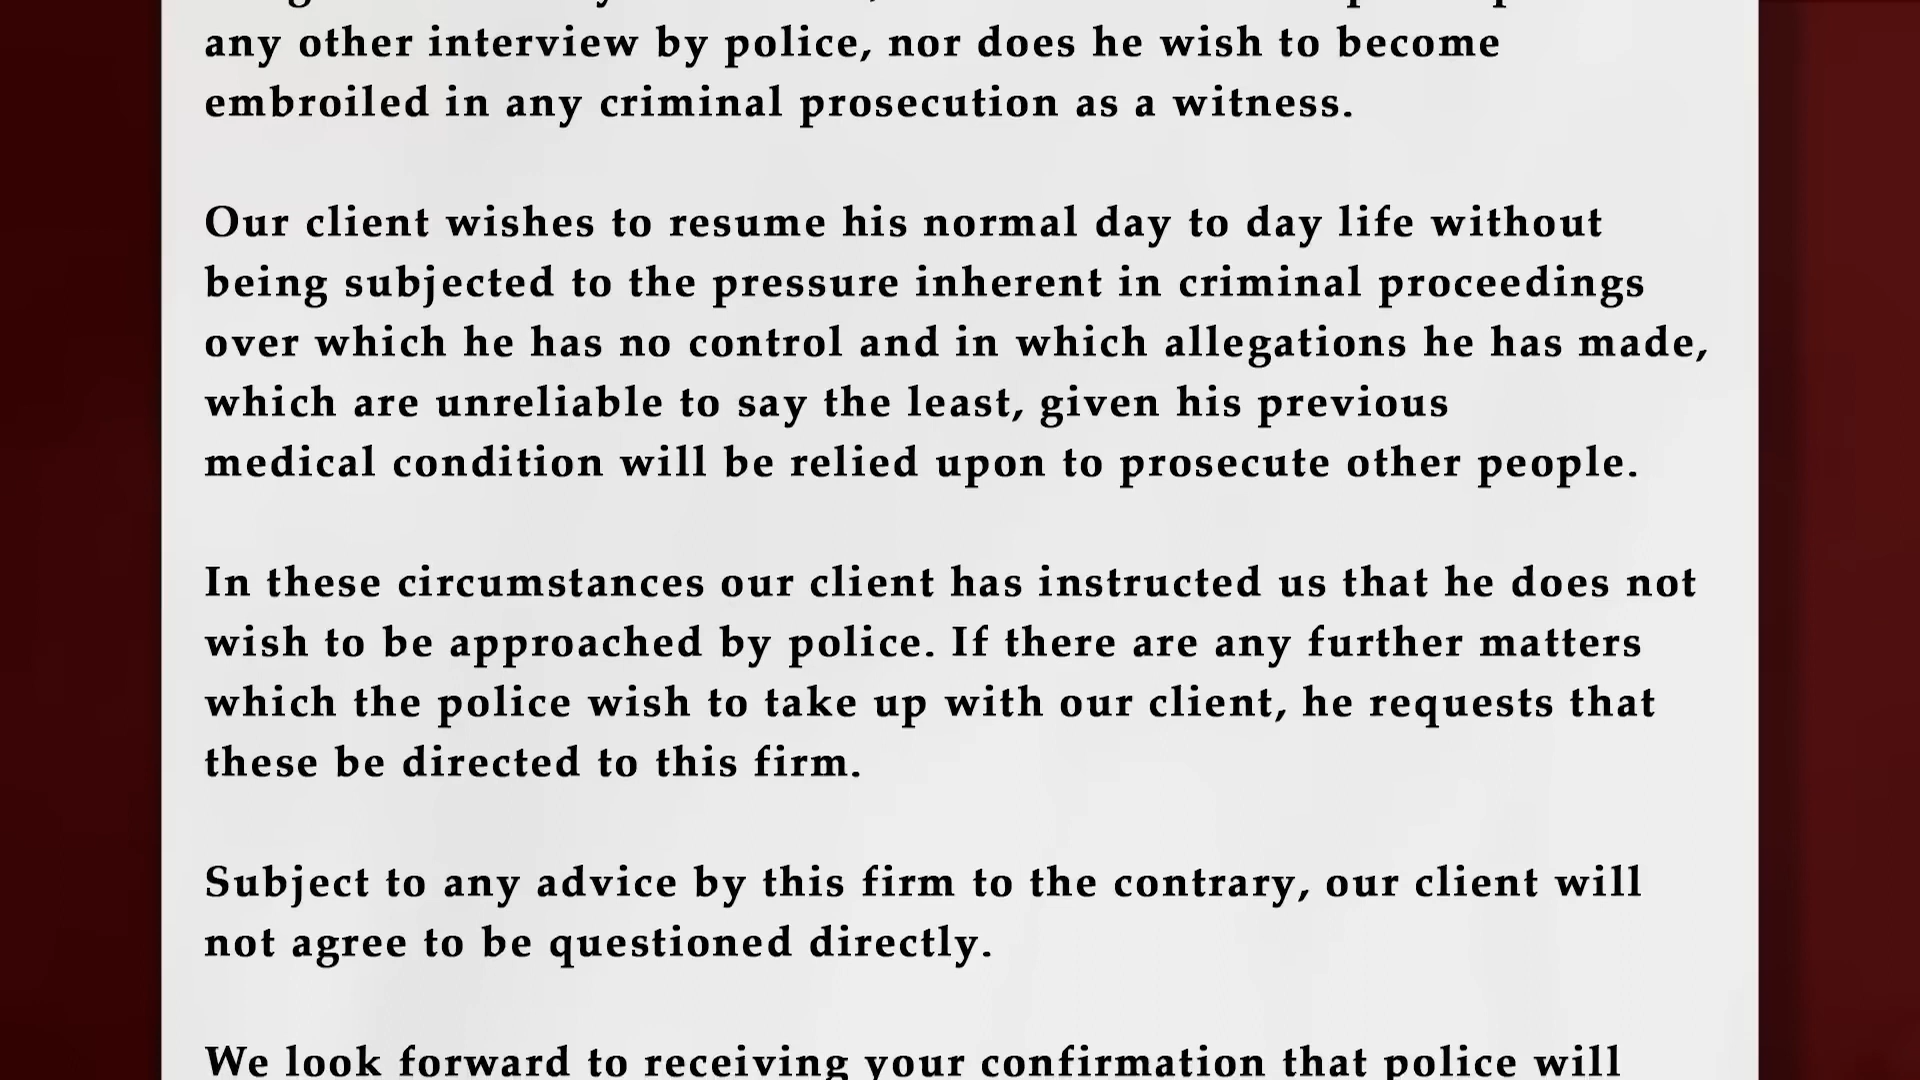 any other interview by police, nor does he wish to become
embroiled in any criminal prosecution as a witness.
Our client wishes to resume his normal day to day life without
being subjected to the pressure inherent in criminal proceedings
over which he has no control and in which allegations he has made,
which are unreliable to say the least, given his previous
medical condition will be relied upon to prosecute other people.
In these circumstances our client has instructed us that he does not
wish to be approached by police. If there are any further matters
which the police wish to take up with our client, he requests that
these be directed to this firm.
Subject to any advice by this firm to the contrary, our client will
not agree to be questioned directly.
We look forward to receiving your confirmation that police will